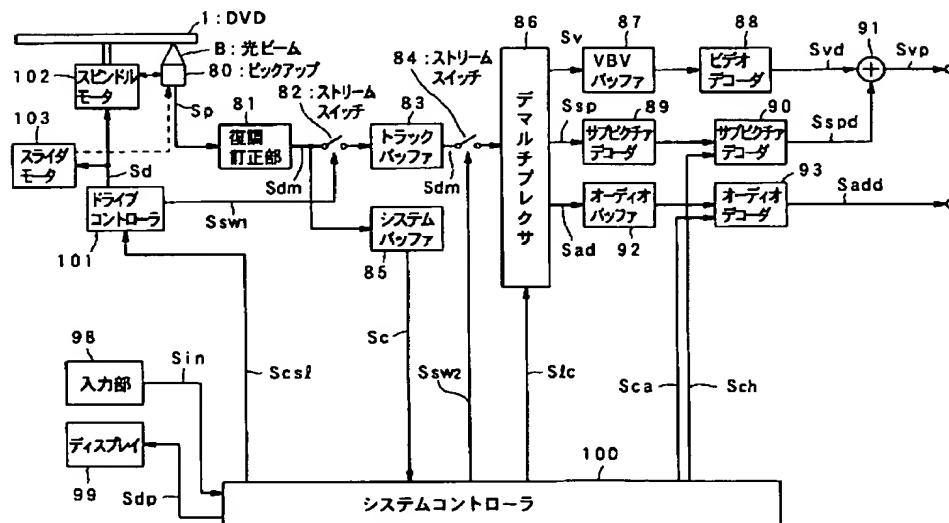 1:DVD
B:光ビーム
80:ピックアップ
102
スピンドル
モータ
103
スライダ
モータ
Sd
Sp
ドライブ
コントローラ
101
81
復調
訂正部
Sdm
82:ストリーム
スイッチ
Ssw1
83
トラック
バッファ
84:ストリーム
スイッチ
Sdm
システム
バッファ
85
86
デマルチプレクサ
Sv
87
VBV
バッファ
88
ビデオ
デコーダ
Svd
91
Svp
Ssp
89
サブピクチャ
デコーダ
90
サブピクチャ
デコーダ
Sspd
Sad
オーディオ
バッファ
92
93
オーディオ
デコーダ
Sadd
98
入力部
Sin
ディスプレイ
99
Sdp
Scsl
Sc
Ssw2
Slc
Sca
Sch
100
システムコントローラ